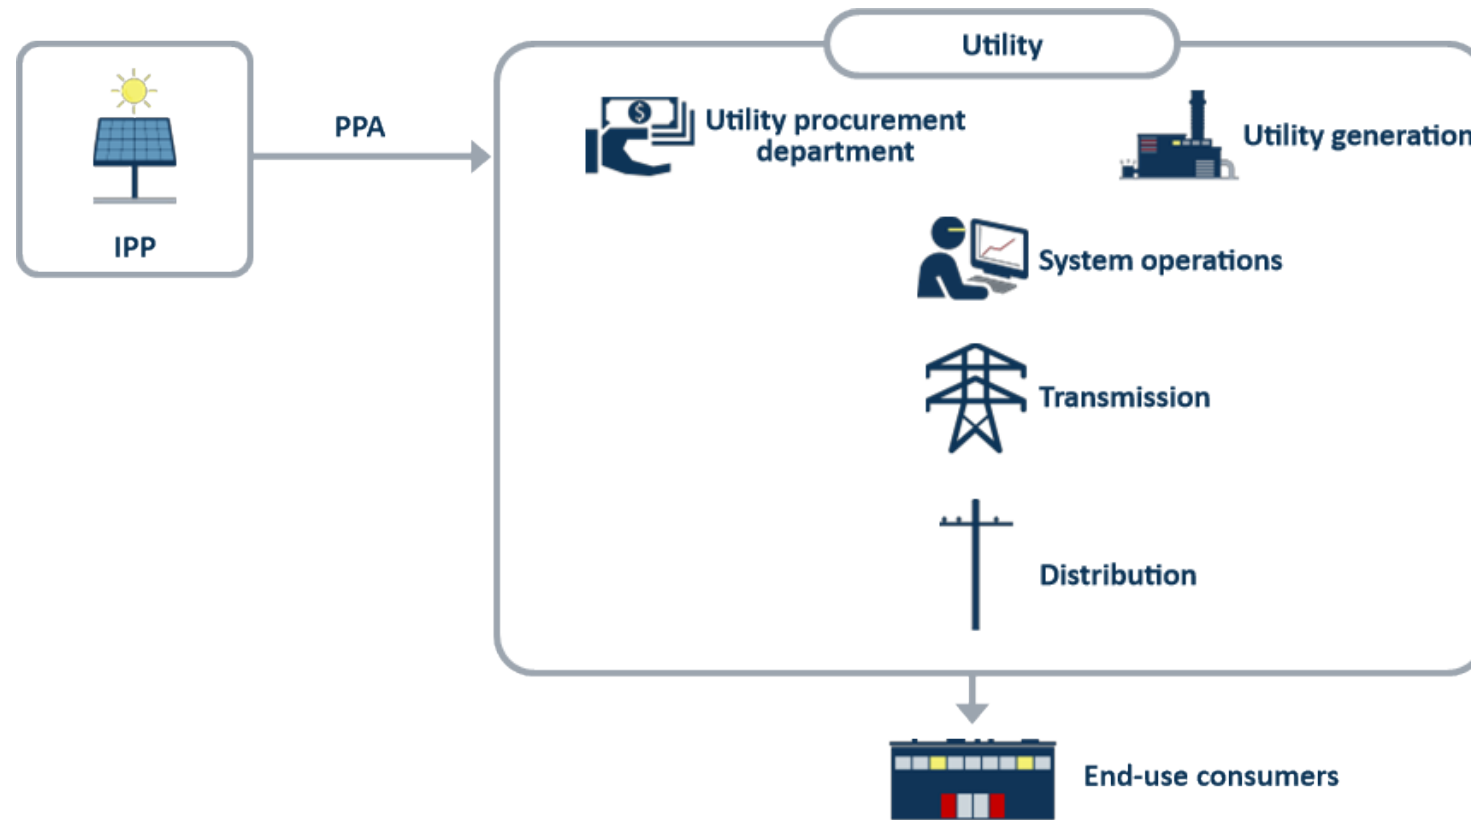 Utility
PPA
IPP
Utility procurement
department
Utility generation
System operations
Transmission
Distribution
End-use consumers